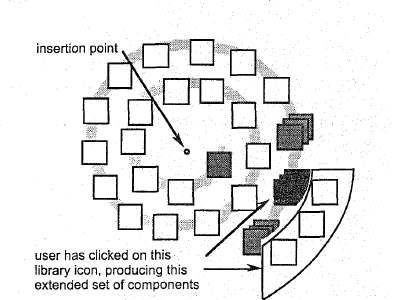 insertion point
user has clicked on this
library icon, producing this
extended set of components